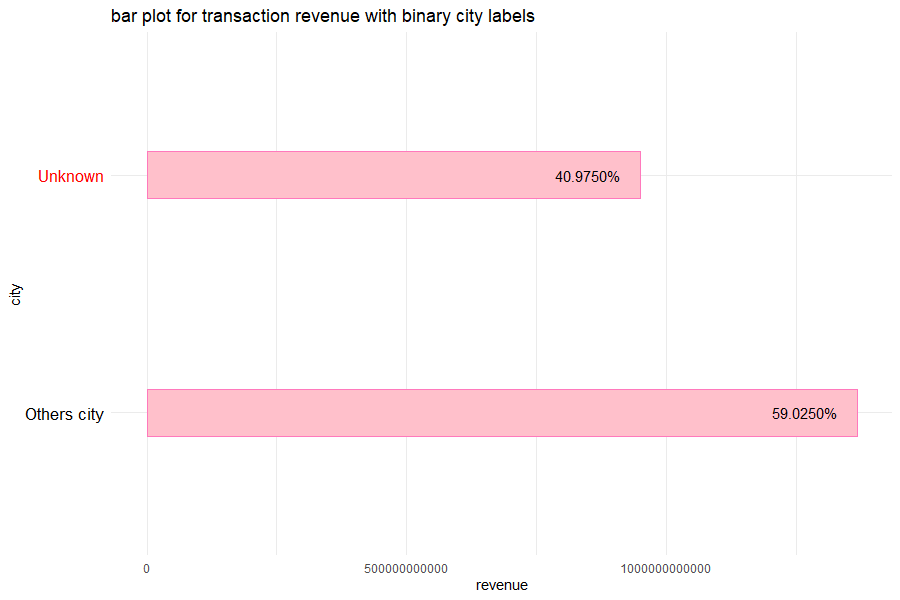 bar plot for transaction revenue with binary city labels
Unknown
40.9750%
city
Others city
59.0250%
0
500000000000
1000000000000
revenue